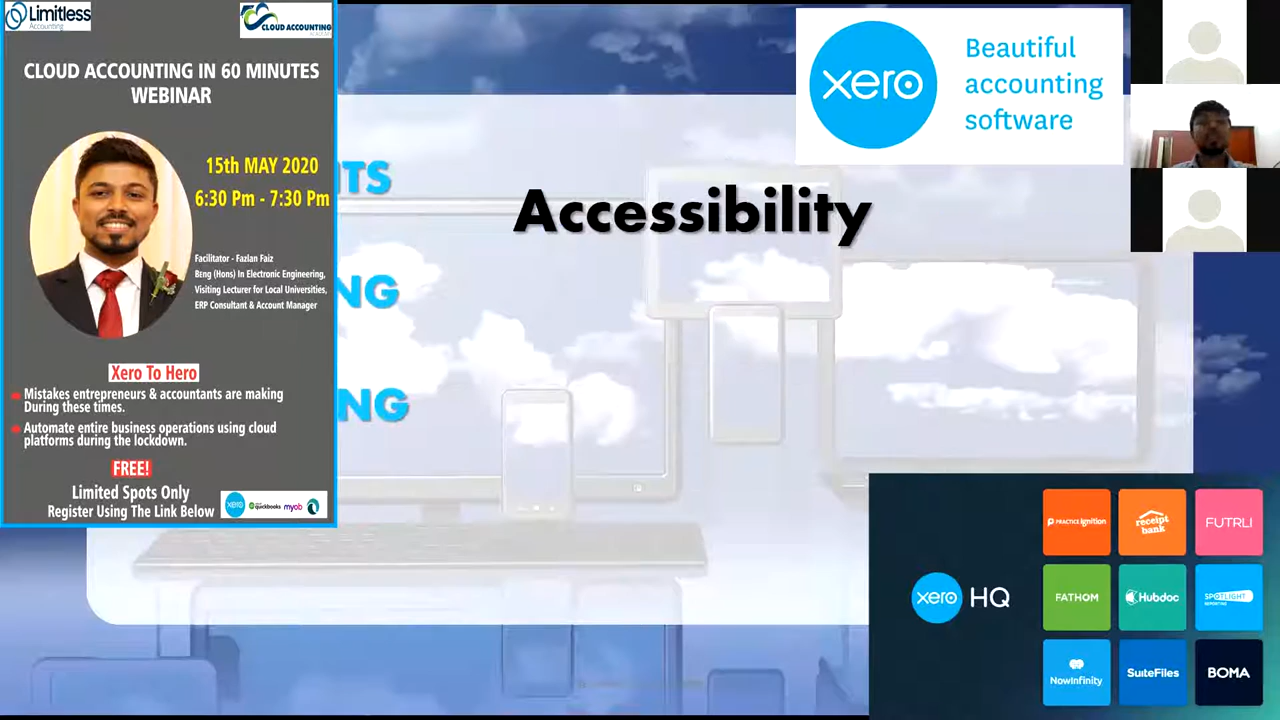 Limitless
Accounting
CLOUD ACCOUNTING
ACADEMY
CLOUD ACCOUNTING IN 60 MINUTES
WEBINAR
15th MAY 2020
6:30 Pm - 7:30 Pm
Facilitator - Fazlan Faiz
Beng (Hons) In Electronic Engineering,
Visiting Lecturer for Local Universities,
ERP Consultant & Account Manager
Xero To Hero
Mistakes entrepreneurs & accountants are making
During these times.
Automate entire business operations using cloud
platforms during the lockdown.
FREE!
Limited Spots Only
Register Using The Link Below
xero
quickbooks
myob
NTS
NG
NG
Accessibility
xero
Beautiful
accounting
software
xero HQ
PRACTICE IGNITION
receipt
bank
FUTRLI
FATHOM
Hubdoc
SPOTLIGHT
REPORTING
NowInfinity
SuiteFiles
BOMA